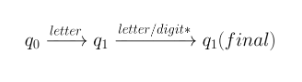 q0 letter→ q1 letter/digit*→ q1(final)